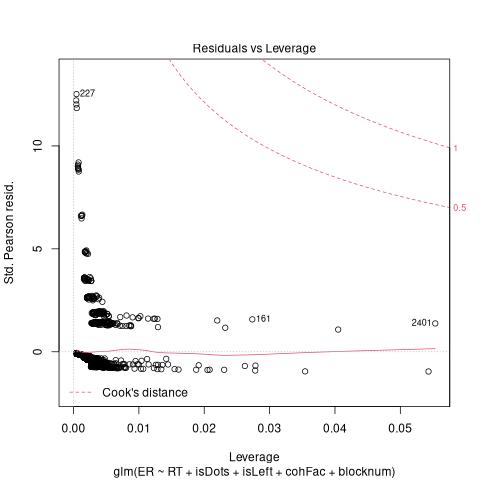 Residuals vs Leverage
227
10
5
0
Std. Pearson resid.
1
0.5
161
2401
Cook's distance
0.00 0.01 0.02 0.03 0.04 0.05
Leverage
glm(ER ~ RT + isDots + isLeft + cohFac + blocknum)